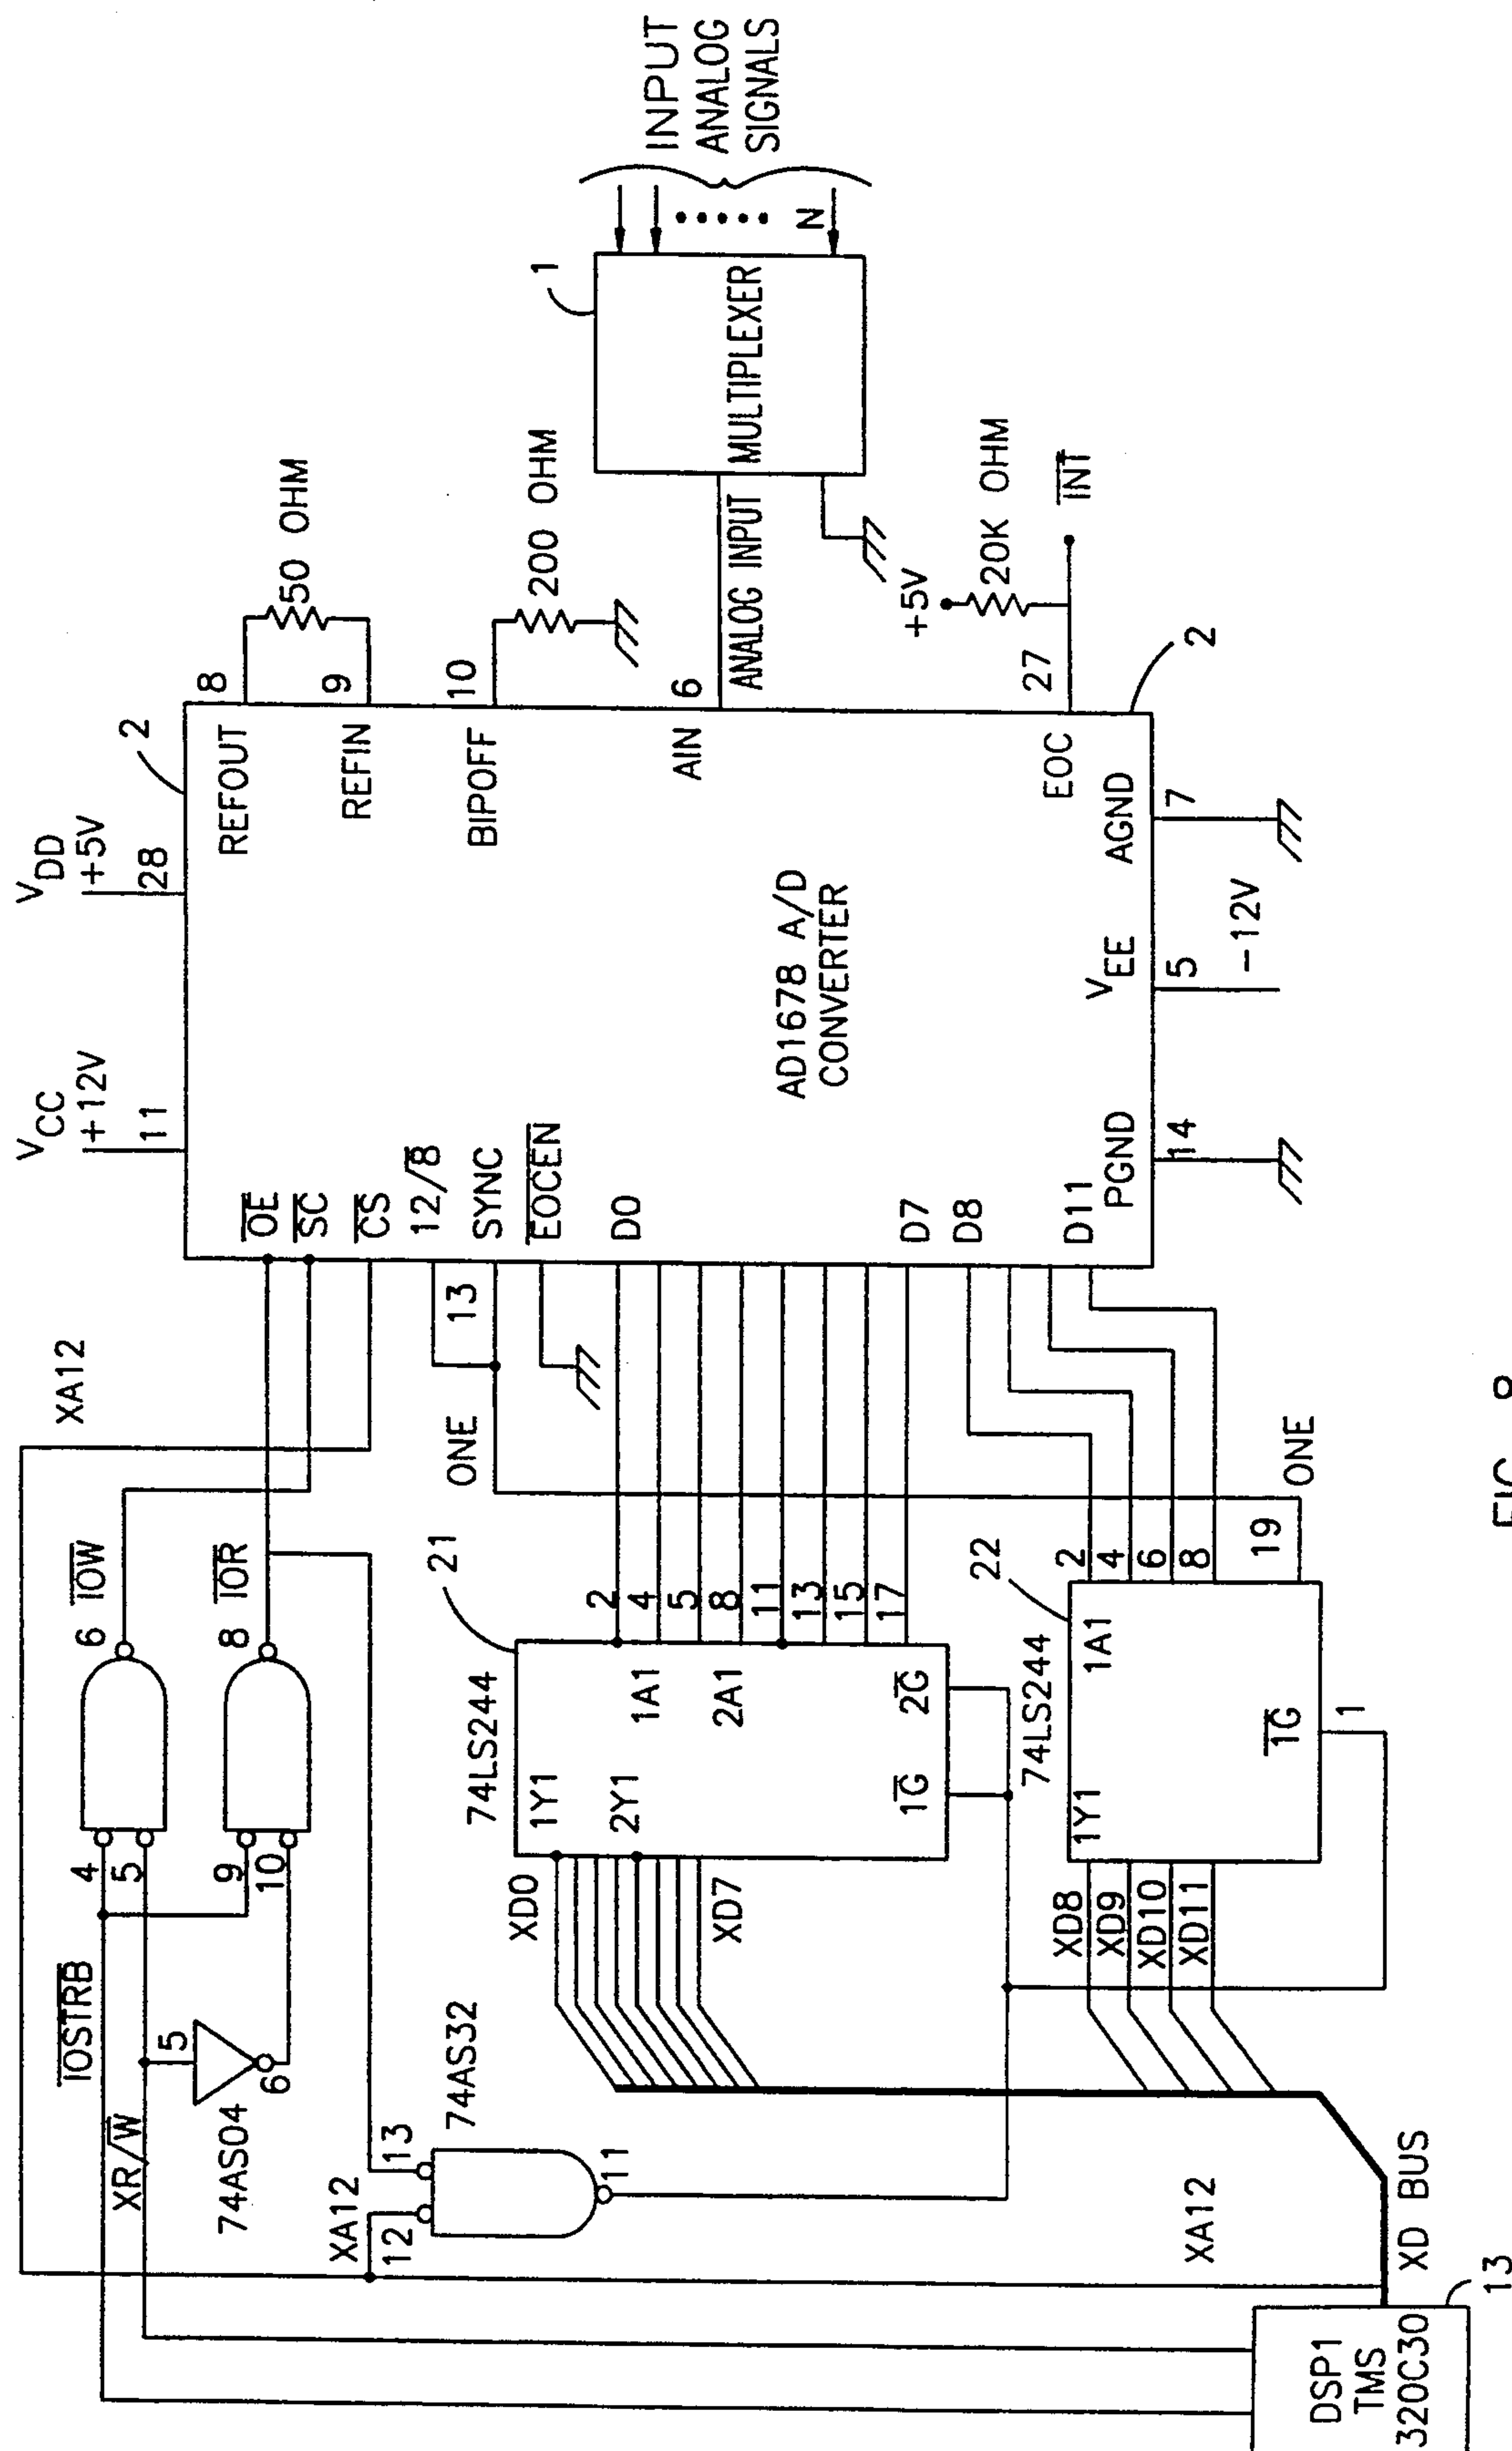 V_CC
+12V
11
V_DD
+5V
28
2
XA12
OE
SC
CS
12/8
SYNC
EOCEN
D0
D7
D8
D11
13
ONE
REFOUT
8
REFIN
9
50 OHM
BIPOFF
10
200 OHM
AIN
6
ANALOG INPUT
EOC
27
+5V
20K OHM
INT
AD1678 A/D
CONVERTER
PGND
14
V_EE
5
-12V
AGND
7
2
1
MULTIPLEXER
N
INPUT
ANALOG
SIGNALS
IOSTRB
XR/W
4
5
6
IOW
9
10
8
IOR
5
6
74AS04
XA12
12
13
11
74AS32
21
74LS244
1Y1
2Y1
1A1
2A1
1G
2G
2
4
5
8
11
13
15
17
XD0
XD7
22
74LS244
1Y1
1A1
1G
1
2
4
6
8
19
ONE
XD8
XD9
XD10
XD11
XA12
XD BUS
DSP1
TMS
320C30
13